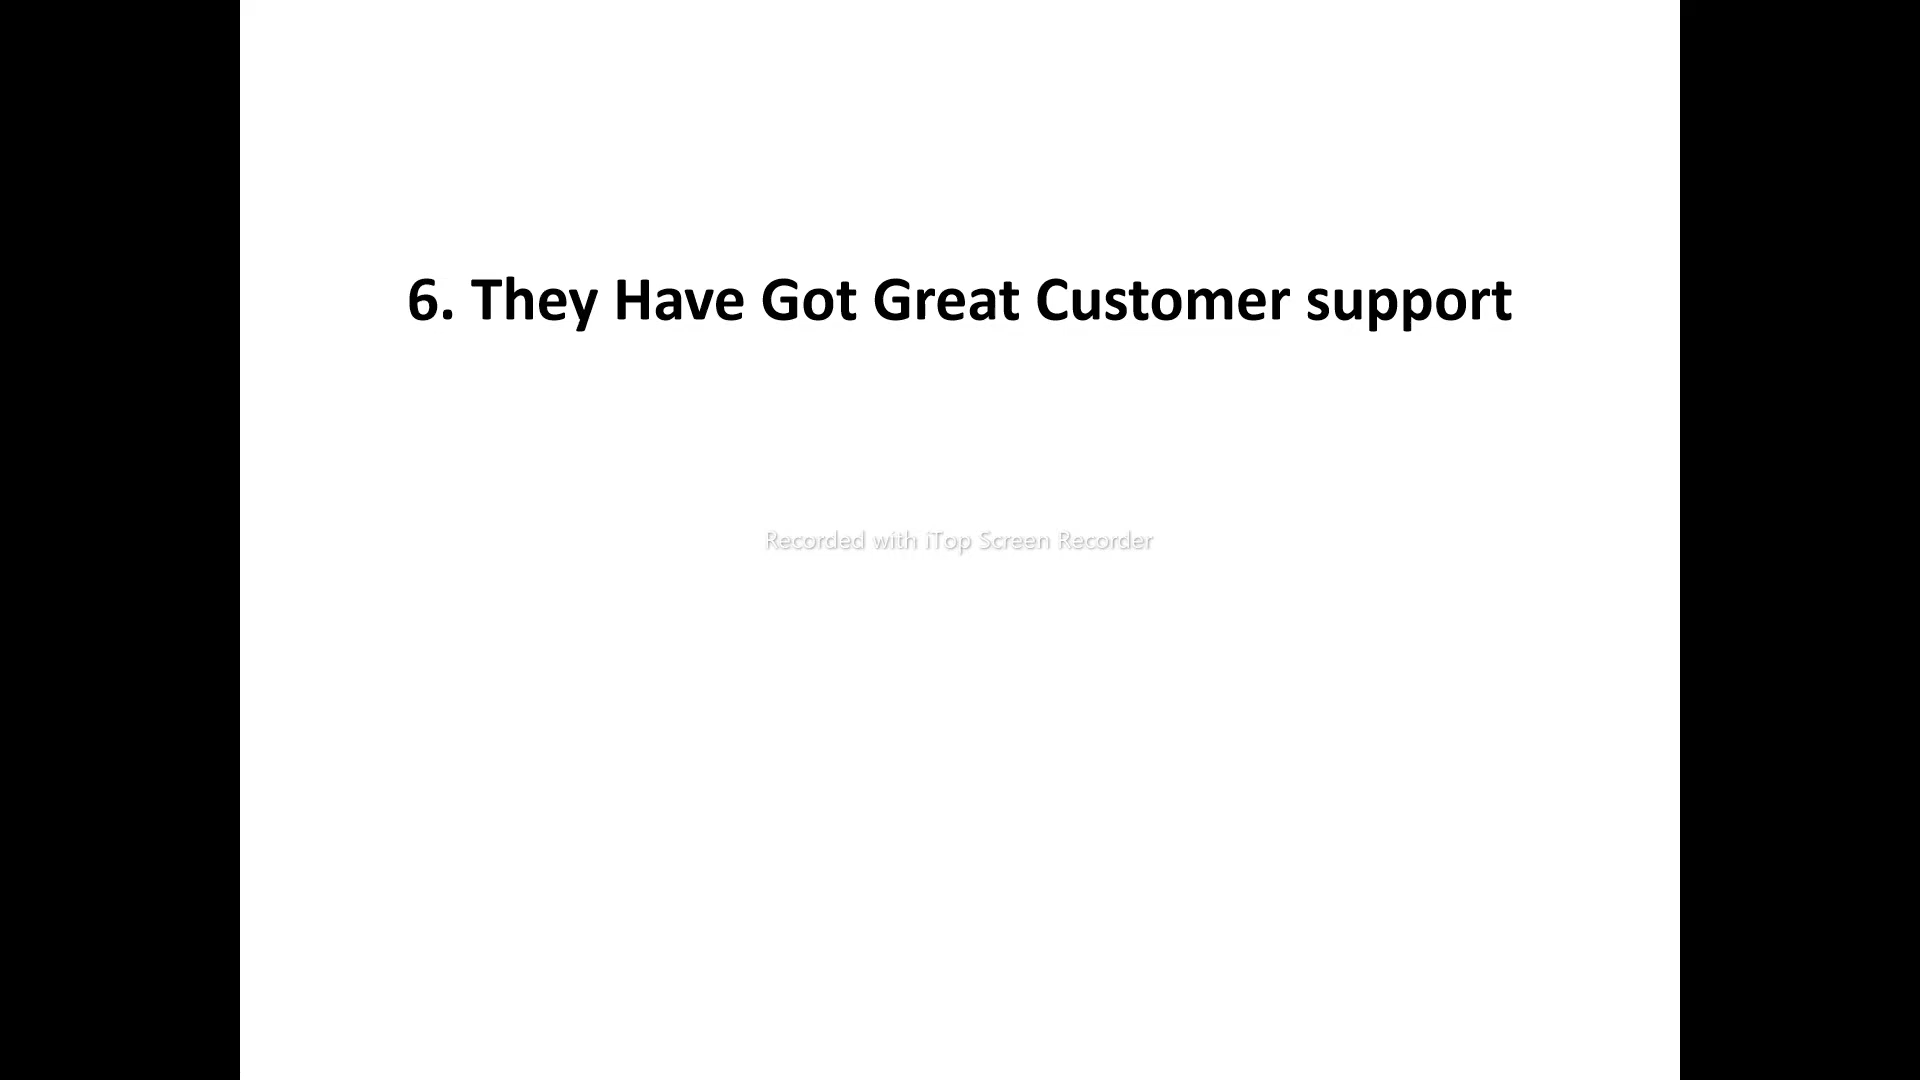 6. They Have Got Great Customer support
Recorded with iTop Screen Recorder